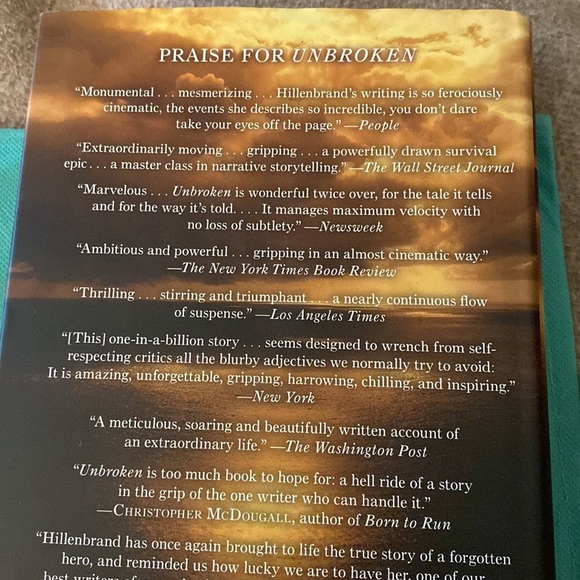 PRAISE FOR UNBROKEN
“Monumental . . . mesmerizing . . . Hillenbrand’s writing is so ferociously
cinematic, the events she describes so incredible, you don’t dare
take your eyes off the page.” —People
“Extraordinarily moving . . . gripping . . . a powerfully drawn survival
epic . . . a master class in narrative storytelling.” —The Wall Street Journal
“Marvelous . . . Unbroken is wonderful twice over, for the tale it tells
and for the way it’s told. . . . It manages maximum velocity with
no loss of subtlety.” —Newsweek
“Ambitious and powerful . . . gripping in an almost cinematic way.”
—The New York Times Book Review
“Thrilling . . . stirring and triumphant . . . a nearly continuous flow
of suspense.” —Los Angeles Times
“[This] one-in-a-billion story . . . seems designed to wrench from self-
respecting critics all the blurby adjectives we normally try to avoid:
It is amazing, unforgettable, gripping, harrowing, chilling, and inspiring.”
—New York
“A meticulous, soaring and beautifully written account of
an extraordinary life.” —The Washington Post
“Unbroken is too much book to hope for: a hell ride of a story
in the grip of the one writer who can handle it.”
—CHRISTOPHER MCDOUGALL, author of Born to Run
“Hillenbrand has once again brought to life the true story of a forgotten
hero, and reminded us how lucky we are to have her, one of our
best writers of